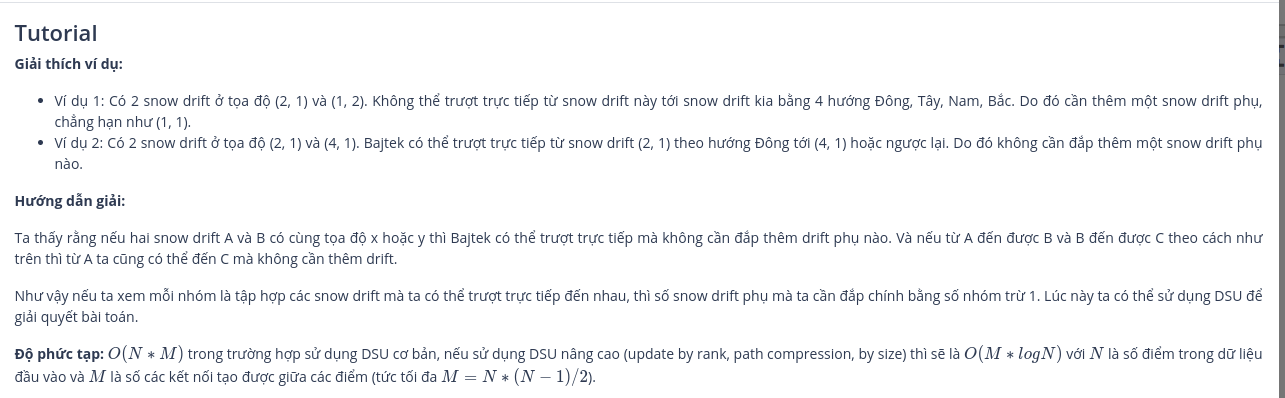 Tutorial
Giải thích ví dụ:
• Ví dụ 1: Có 2 snow drift ở tọa độ (2, 1) và (1, 2). Không thể trượt trực tiếp từ snow drift này tới snow drift kia bằng 4 hướng Đông, Tây, Nam, Bắc. Do đó cần thêm một snow drift phụ,
chẳng hạn như (1, 1).
• Ví dụ 2: Có 2 snow drift ở tọa độ (2, 1) và (4, 1). Bajtek có thể trượt trực tiếp từ snow drift (2, 1) theo hướng Đông tới (4, 1) hoặc ngược lại. Do đó không cần đắp thêm một snow drift phụ
nào.
Hướng dẫn giải:
Ta thấy rằng nếu hai snow drift A và B có cùng tọa độ x hoặc y thì Bajtek có thể trượt trực tiếp mà không cần đắp thêm drift phụ nào. Và nếu từ A đến được B và B đến được C theo cách như
trên thì từ A ta cũng có thể đến C mà không cần thêm drift.
Như vậy nếu ta xem mỗi nhóm là tập hợp các snow drift mà ta có thể trượt trực tiếp đến nhau, thì số snow drift phụ mà ta cần đắp chính bằng số nhóm trừ 1. Lúc này ta có thể sử dụng DSU để
giải quyết bài toán.
Độ phức tạp: O(N * M) trong trường hợp sử dụng DSU cơ bản, nếu sử dụng DSU nâng cao (update by rank, path compression, by size) thì sẽ là O(M * logN) với N là số điểm trong dữ liệu
đầu vào và M là số các kết nối tạo được giữa các điểm (tức tối đa M = N * (N − 1)/2).